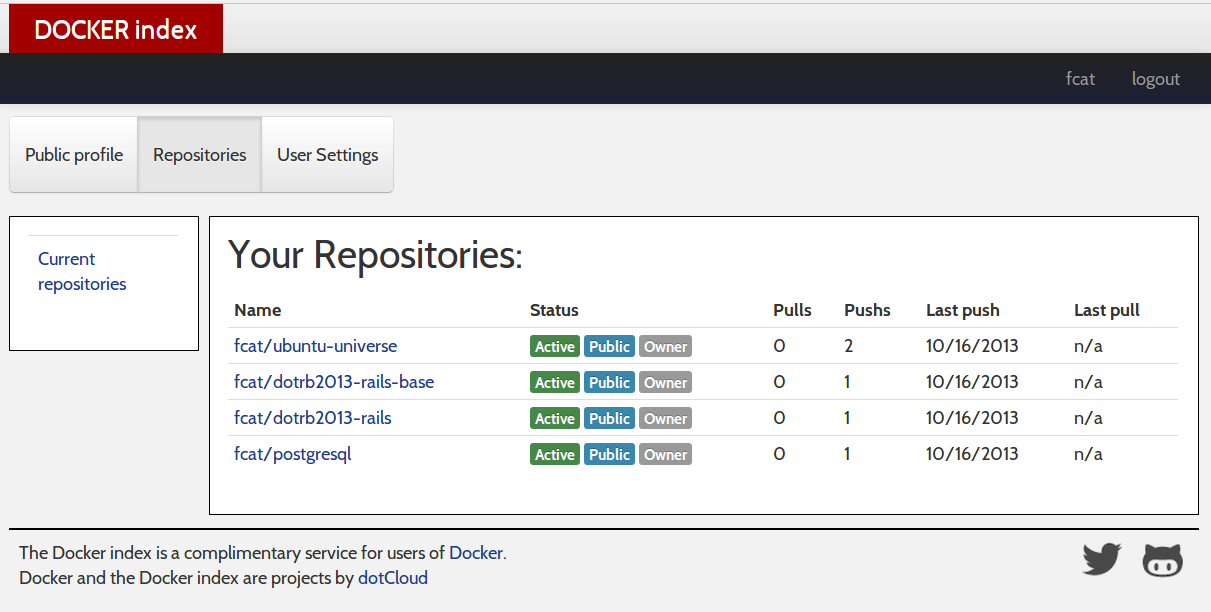 DOCKER index
fcat logout
Public profile Repositories User Settings
Current
repositories
Your Repositories:
Name Status Pulls Pushs Last push Last pull
fcat/ubuntu-universe Active Public Owner 0 2 10/16/2013 n/a
fcat/dotrb2013-rails-base Active Public Owner 0 1 10/16/2013 n/a
fcat/dotrb2013-rails Active Public Owner 0 1 10/16/2013 n/a
fcat/postgresql Active Public Owner 0 1 10/16/2013 n/a
The Docker index is a complimentary service for users of Docker.
Docker and the Docker index are projects by dotCloud